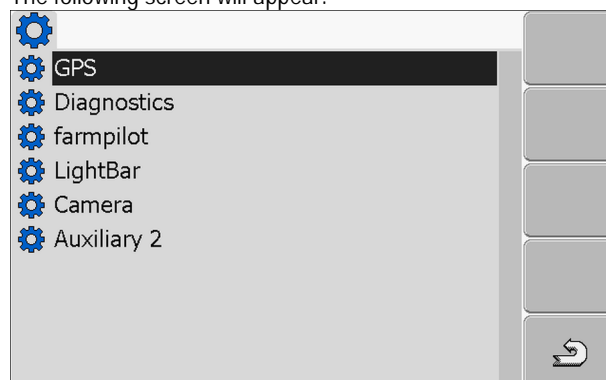 The following screen will appear:
GPS
Diagnostics
farmpilot
LightBar
Camera
Auxiliary 2